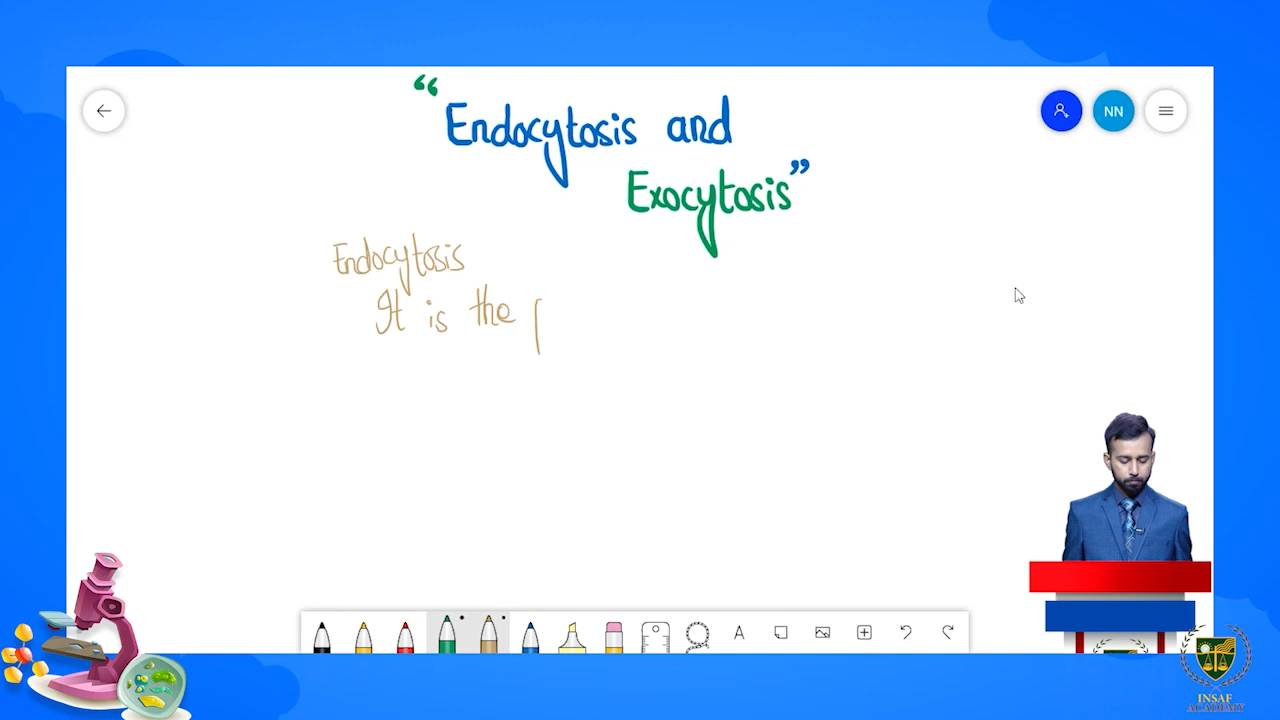 “Endocytosis and
Exocytosis”
NN
Endocytosis
It is the
A
INSAF
ACADEMY